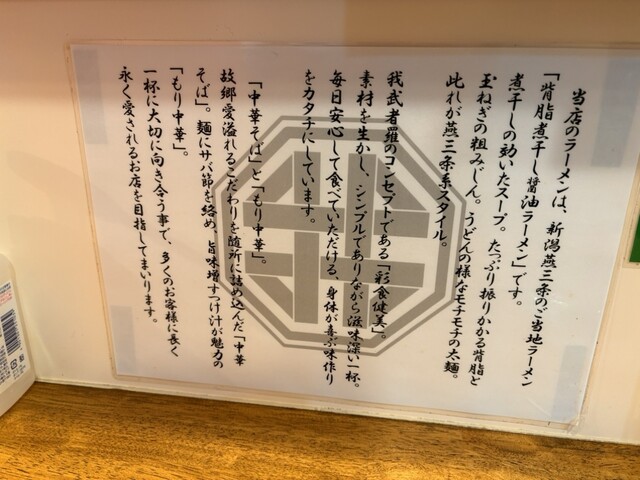 当店のラーメンは、新潟燕三条のご当地ラーメン
「背脂煮干し醤油ラーメン」です。
煮干しの効いたスープ。たっぷり振りかかる背脂と
玉ねぎの粗みじん。うどんの様なモチモチの太麺。
此れが燕三条系スタイル。
我武者羅のコンセプトである「彩食健美」。
素材を生かし、シンプルでありながら滋味深い一杯。
毎日安心して食べていただける、身体が喜ぶ味作り
をカタチにしています。
「中華そば」と「もり中華」。
故郷愛溢れるこだわりを随所に詰め込んだ「中華
そば」。麺にサバ節を絡め、旨味増すつけ汁が魅力の
「もり中華」。
一杯に大切に向き合う事で、多くのお客様に長く
永く愛されるお店を目指してまいります。